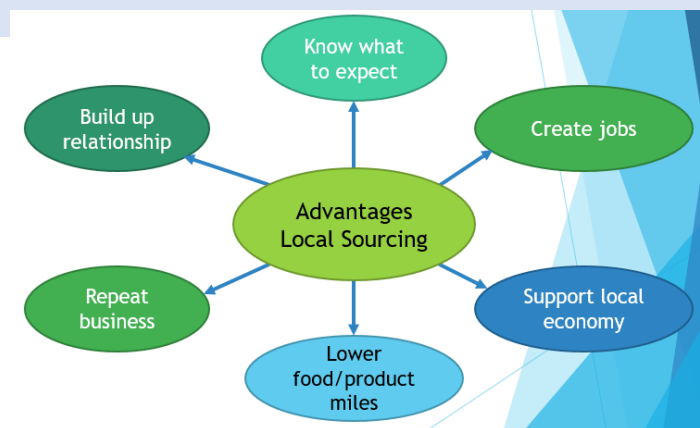 Know what
to expect
Build up
relationship
Create jobs
Advantages
Local Sourcing
Repeat
business
Support local
economy
Lower
food/product
miles